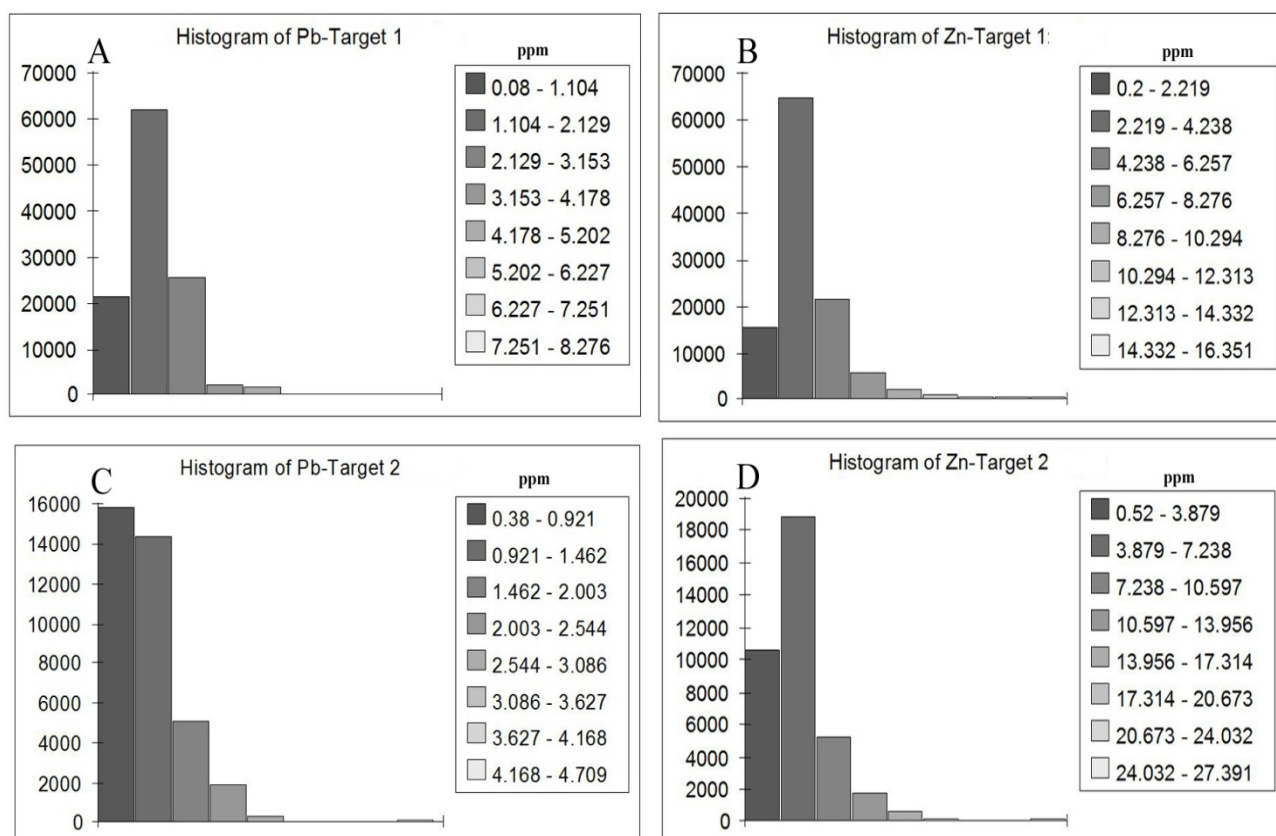 A
Histogram of Pb-Target 1
ppm
70000
60000
50000
40000
30000
20000
10000
0
0.08 - 1.104
1.104 - 2.129
2.129 - 3.153
3.153 - 4.178
4.178 - 5.202
5.202 - 6.227
6.227 - 7.251
7.251 - 8.276
B
Histogram of Zn-Target 1:
ppm
70000
60000
50000
40000
30000
20000
10000
0
0.2 - 2.219
2.219 - 4.238
4.238 - 6.257
6.257 - 8.276
8.276 - 10.294
10.294 - 12.313
12.313 - 14.332
14.332 - 16.351
C
Histogram of Pb-Target 2
ppm
16000
14000
12000
10000
8000
6000
4000
2000
0
0.38 - 0.921
0.921 - 1.462
1.462 - 2.003
2.003 - 2.544
2.544 - 3.086
3.086 - 3.627
3.627 - 4.168
4.168 - 4.709
D
Histogram of Zn-Target 2
ppm
20000
18000
16000
14000
12000
10000
8000
6000
4000
2000
0
0.52 - 3.879
3.879 - 7.238
7.238 - 10.597
10.597 - 13.956
13.956 - 17.314
17.314 - 20.673
20.673 - 24.032
24.032 - 27.391